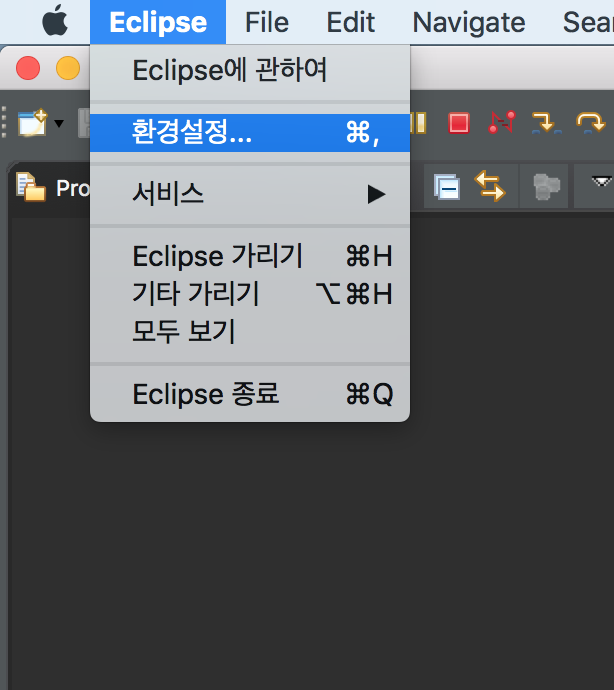 Eclipse File Edit Navigate Sear
Eclipse에 관하여
환경설정... ⌘,
Pro
서비스 ▶
Eclipse 가리기 ⌘H
기타 가리기 ⌥⌘H
모두 보기
Eclipse 종료 ⌘Q